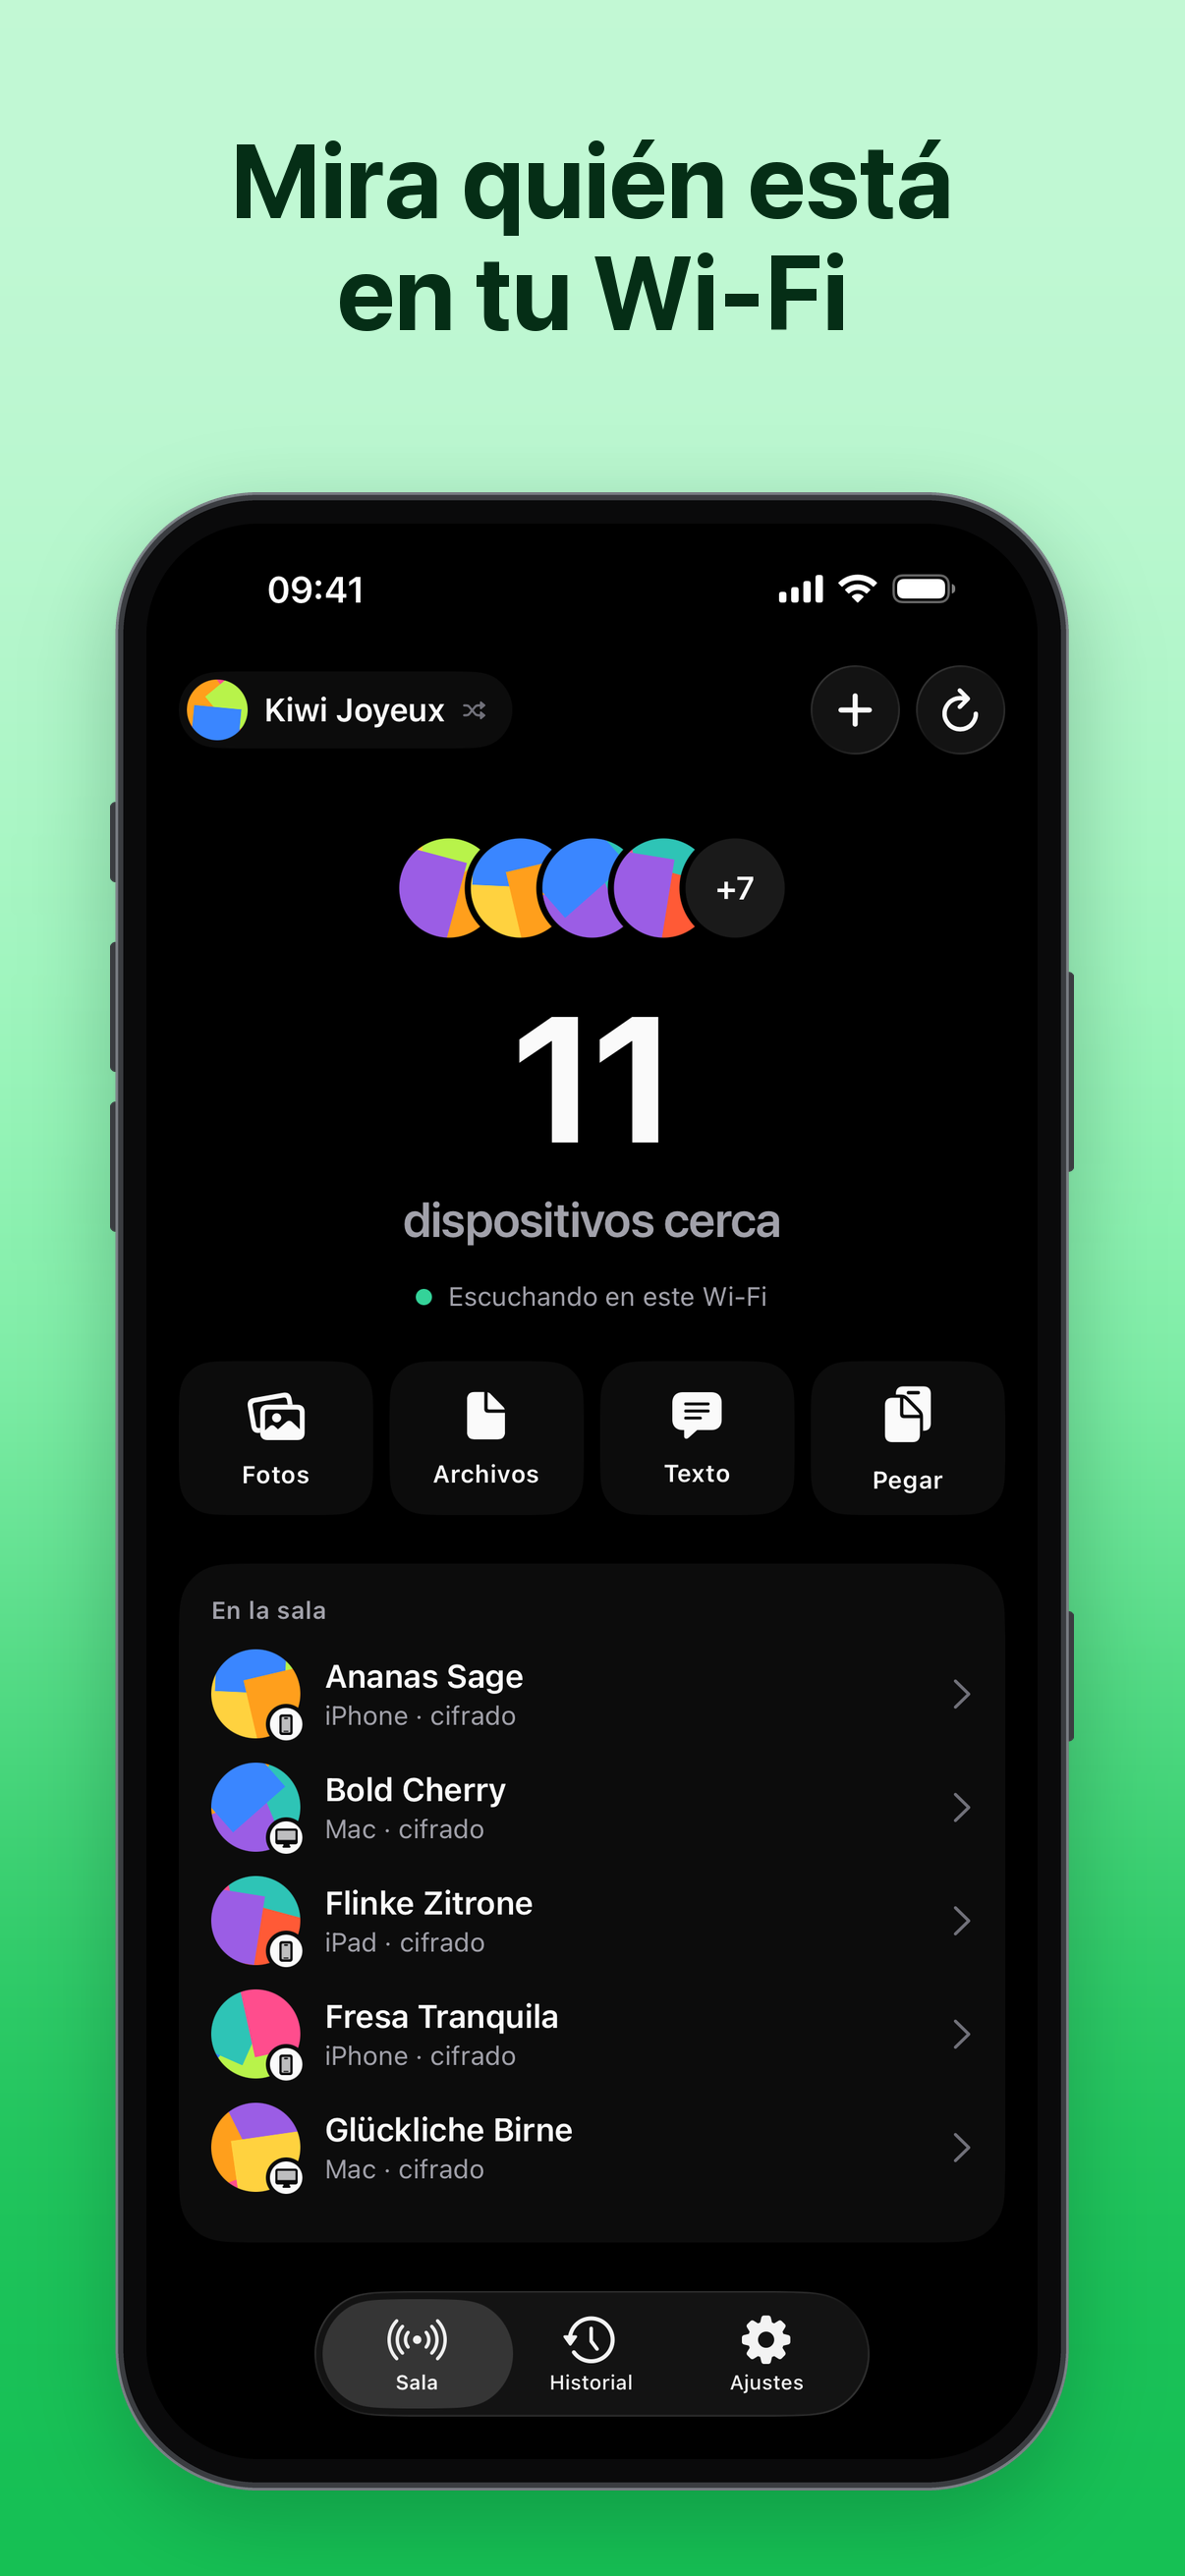 Mira quién está
en tu Wi-Fi
09:41
Kiwi Joyeux
+7
11
dispositivos cerca
Escuchando en este Wi-Fi
Fotos
Archivos
Texto
Pegar
En la sala
Ananas Sage
iPhone · cifrado
Bold Cherry
Mac · cifrado
Flinke Zitrone
iPad · cifrado
Fresa Tranquila
iPhone · cifrado
Glückliche Birne
Mac · cifrado
Sala
Historial
Ajustes